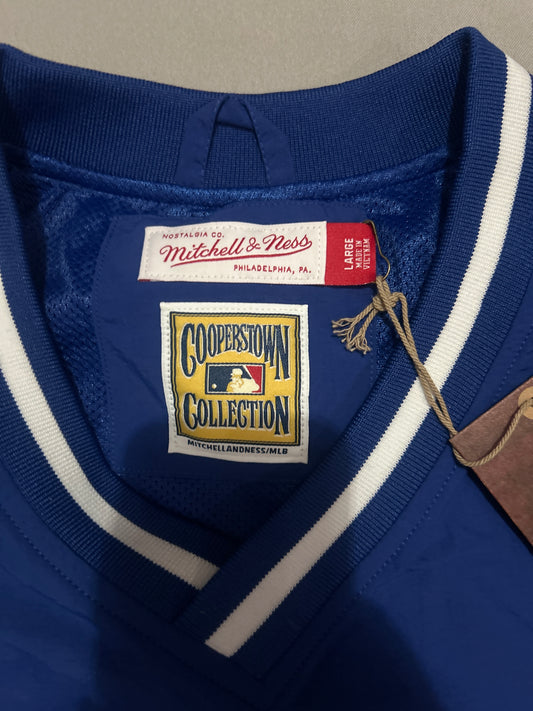 NOSTALGIA CO.
Mitchell & Ness
PHILADELPHIA, PA.
LARGE
MADE IN
VIETNAM
COOPERSTOWN
COLLECTION
MITCHELLANDNESS/MLB